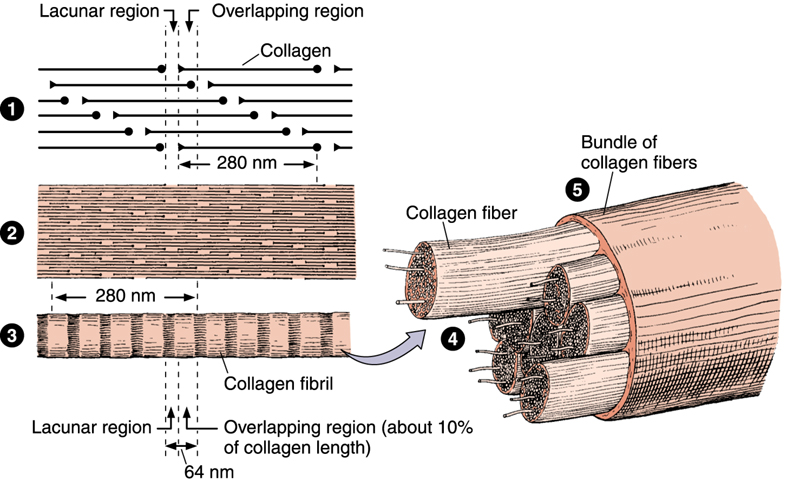 Lacunar region
Overlapping region
Collagen
1
280 nm
2
280 nm
3
Collagen fibril
Lacunar region
Overlapping region (about 10%
of collagen length)
64 nm
Bundle of
collagen fibers
5
Collagen fiber
4